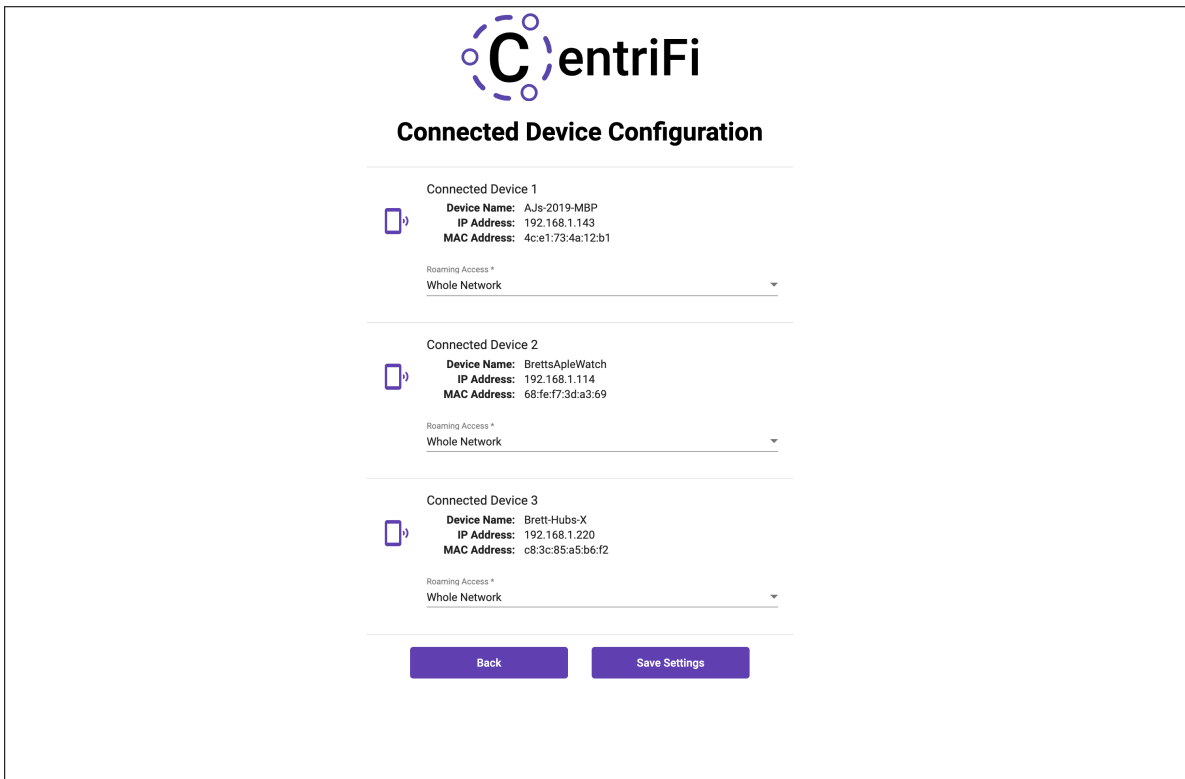 CentriFi
Connected Device Configuration
Connected Device 1
Device Name: AJs-2019-MBP
IP Address: 192.168.1.143
MAC Address: 4c:e1:73:4a:12:b1
Roaming Access *
Whole Network
Connected Device 2
Device Name: BrettsApleWatch
IP Address: 192.168.1.114
MAC Address: 68:fe:f7:3d:a3:69
Roaming Access *
Whole Network
Connected Device 3
Device Name: Brett-Hubs-X
IP Address: 192.168.1.220
MAC Address: c8:3c:85:a5:b6:f2
Roaming Access *
Whole Network
Back Save Settings